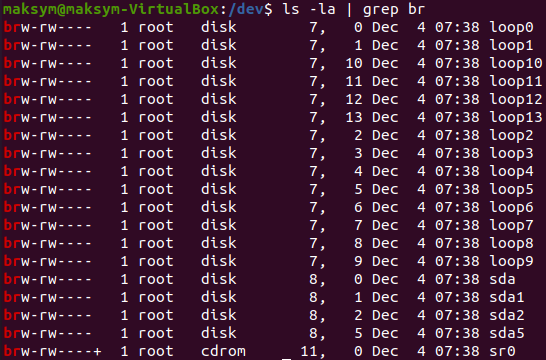 maksym@maksym-VirtualBox:/dev$ ls -la | grep br
brw-rw----   1 root   disk        7,   0 Dec  4 07:38 loop0
brw-rw----   1 root   disk        7,   1 Dec  4 07:38 loop1
brw-rw----   1 root   disk        7,  10 Dec  4 07:38 loop10
brw-rw----   1 root   disk        7,  11 Dec  4 07:38 loop11
brw-rw----   1 root   disk        7,  12 Dec  4 07:38 loop12
brw-rw----   1 root   disk        7,  13 Dec  4 07:38 loop13
brw-rw----   1 root   disk        7,   2 Dec  4 07:38 loop2
brw-rw----   1 root   disk        7,   3 Dec  4 07:38 loop3
brw-rw----   1 root   disk        7,   4 Dec  4 07:38 loop4
brw-rw----   1 root   disk        7,   5 Dec  4 07:38 loop5
brw-rw----   1 root   disk        7,   6 Dec  4 07:38 loop6
brw-rw----   1 root   disk        7,   7 Dec  4 07:38 loop7
brw-rw----   1 root   disk        7,   8 Dec  4 07:38 loop8
brw-rw----   1 root   disk        7,   9 Dec  4 07:38 loop9
brw-rw----   1 root   disk        8,   0 Dec  4 07:38 sda
brw-rw----   1 root   disk        8,   1 Dec  4 07:38 sda1
brw-rw----   1 root   disk        8,   2 Dec  4 07:38 sda2
brw-rw----   1 root   disk        8,   5 Dec  4 07:38 sda5
brw-rw----+  1 root   cdrom      11,   0 Dec  4 07:38 sr0